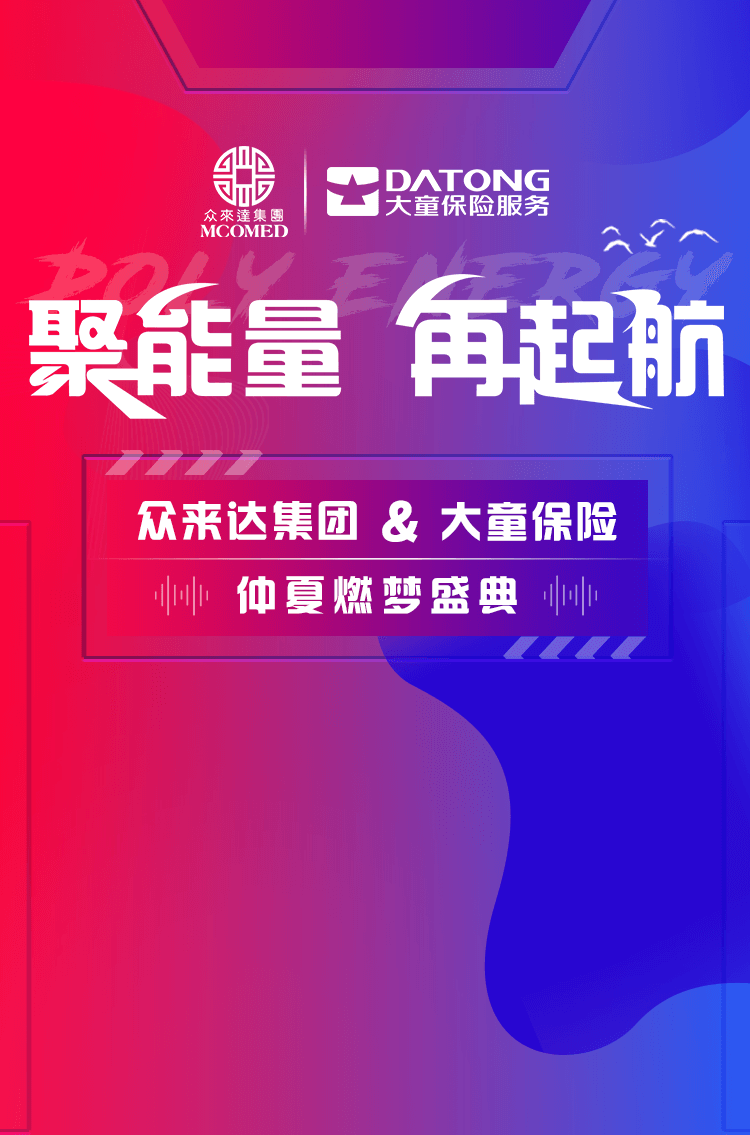 众來達集團
MCOMED
DATONG
大童保险服务
POLY ENERGY
聚能量 再起航
众来达集团 & 大童保险
仲夏燃梦盛典